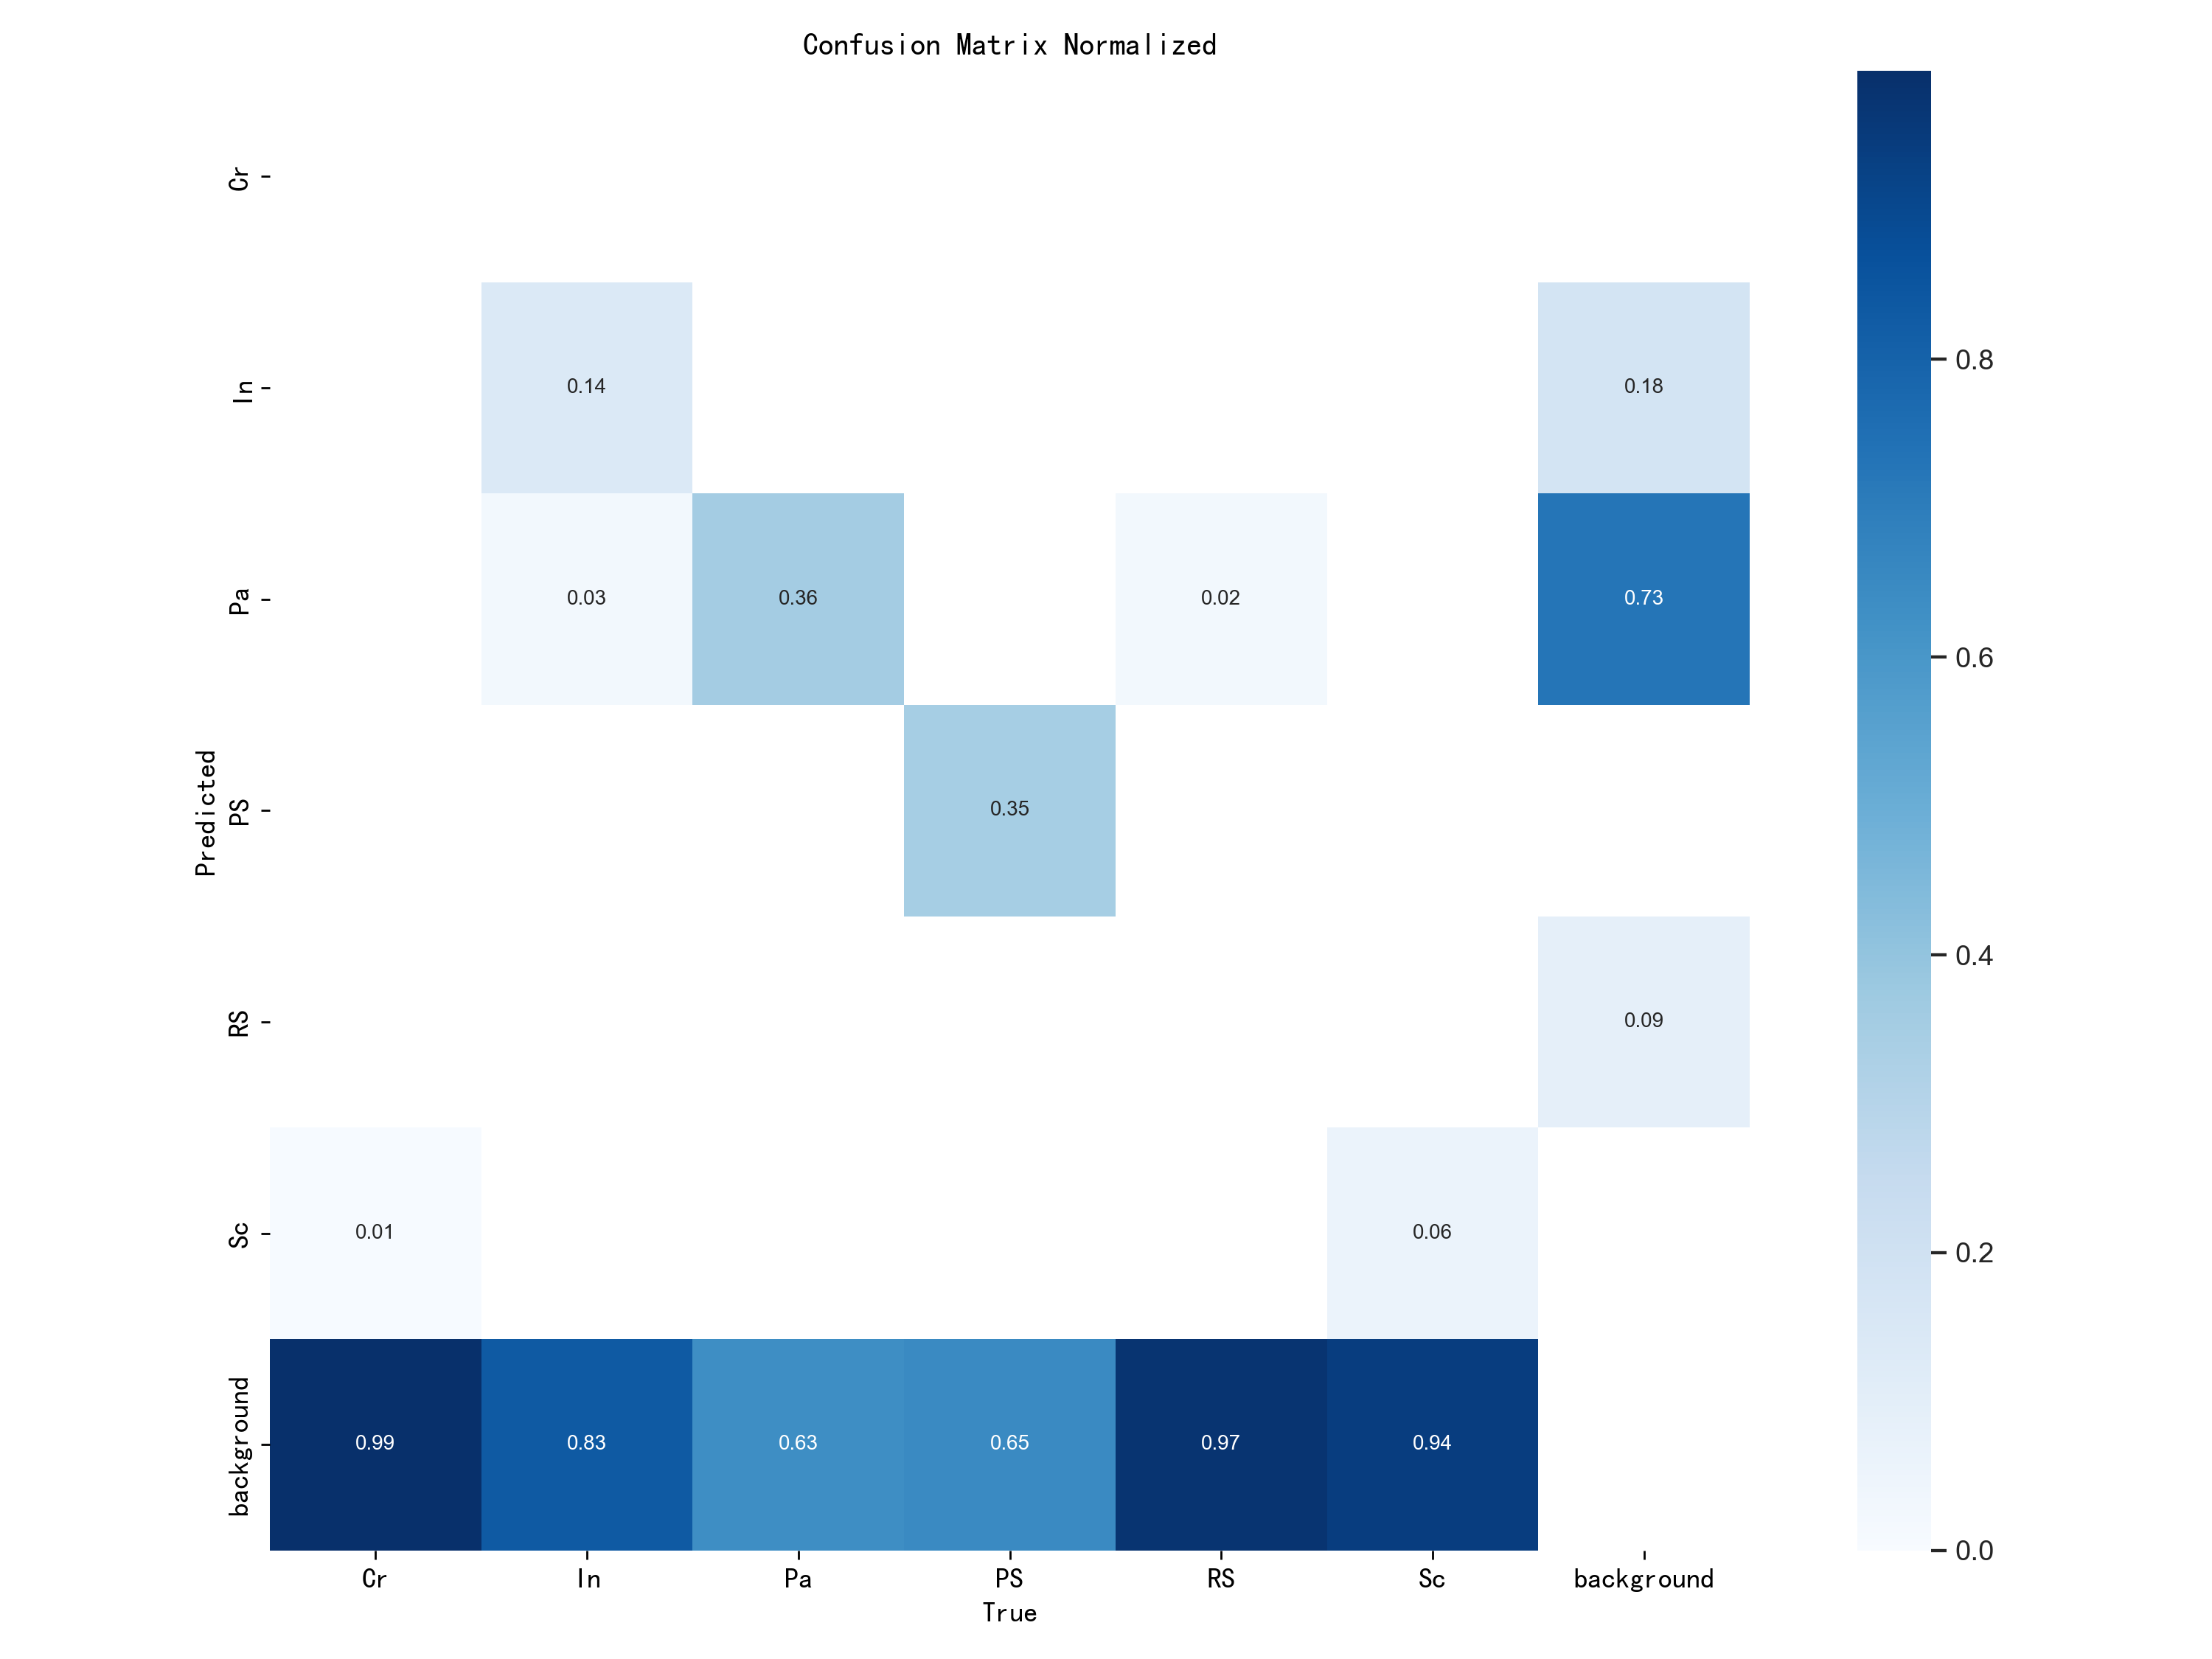 Confusion Matrix Normalized
Cr
In
0.14
0.18
0.8
Pa
0.03
0.36
0.02
0.73
0.6
Predicted
PS
0.35
0.4
RS
0.09
Sc
0.01
0.06
0.2
background
0.99
0.83
0.63
0.65
0.97
0.94
0.0
Cr
In
Pa
PS
RS
Sc
background
True